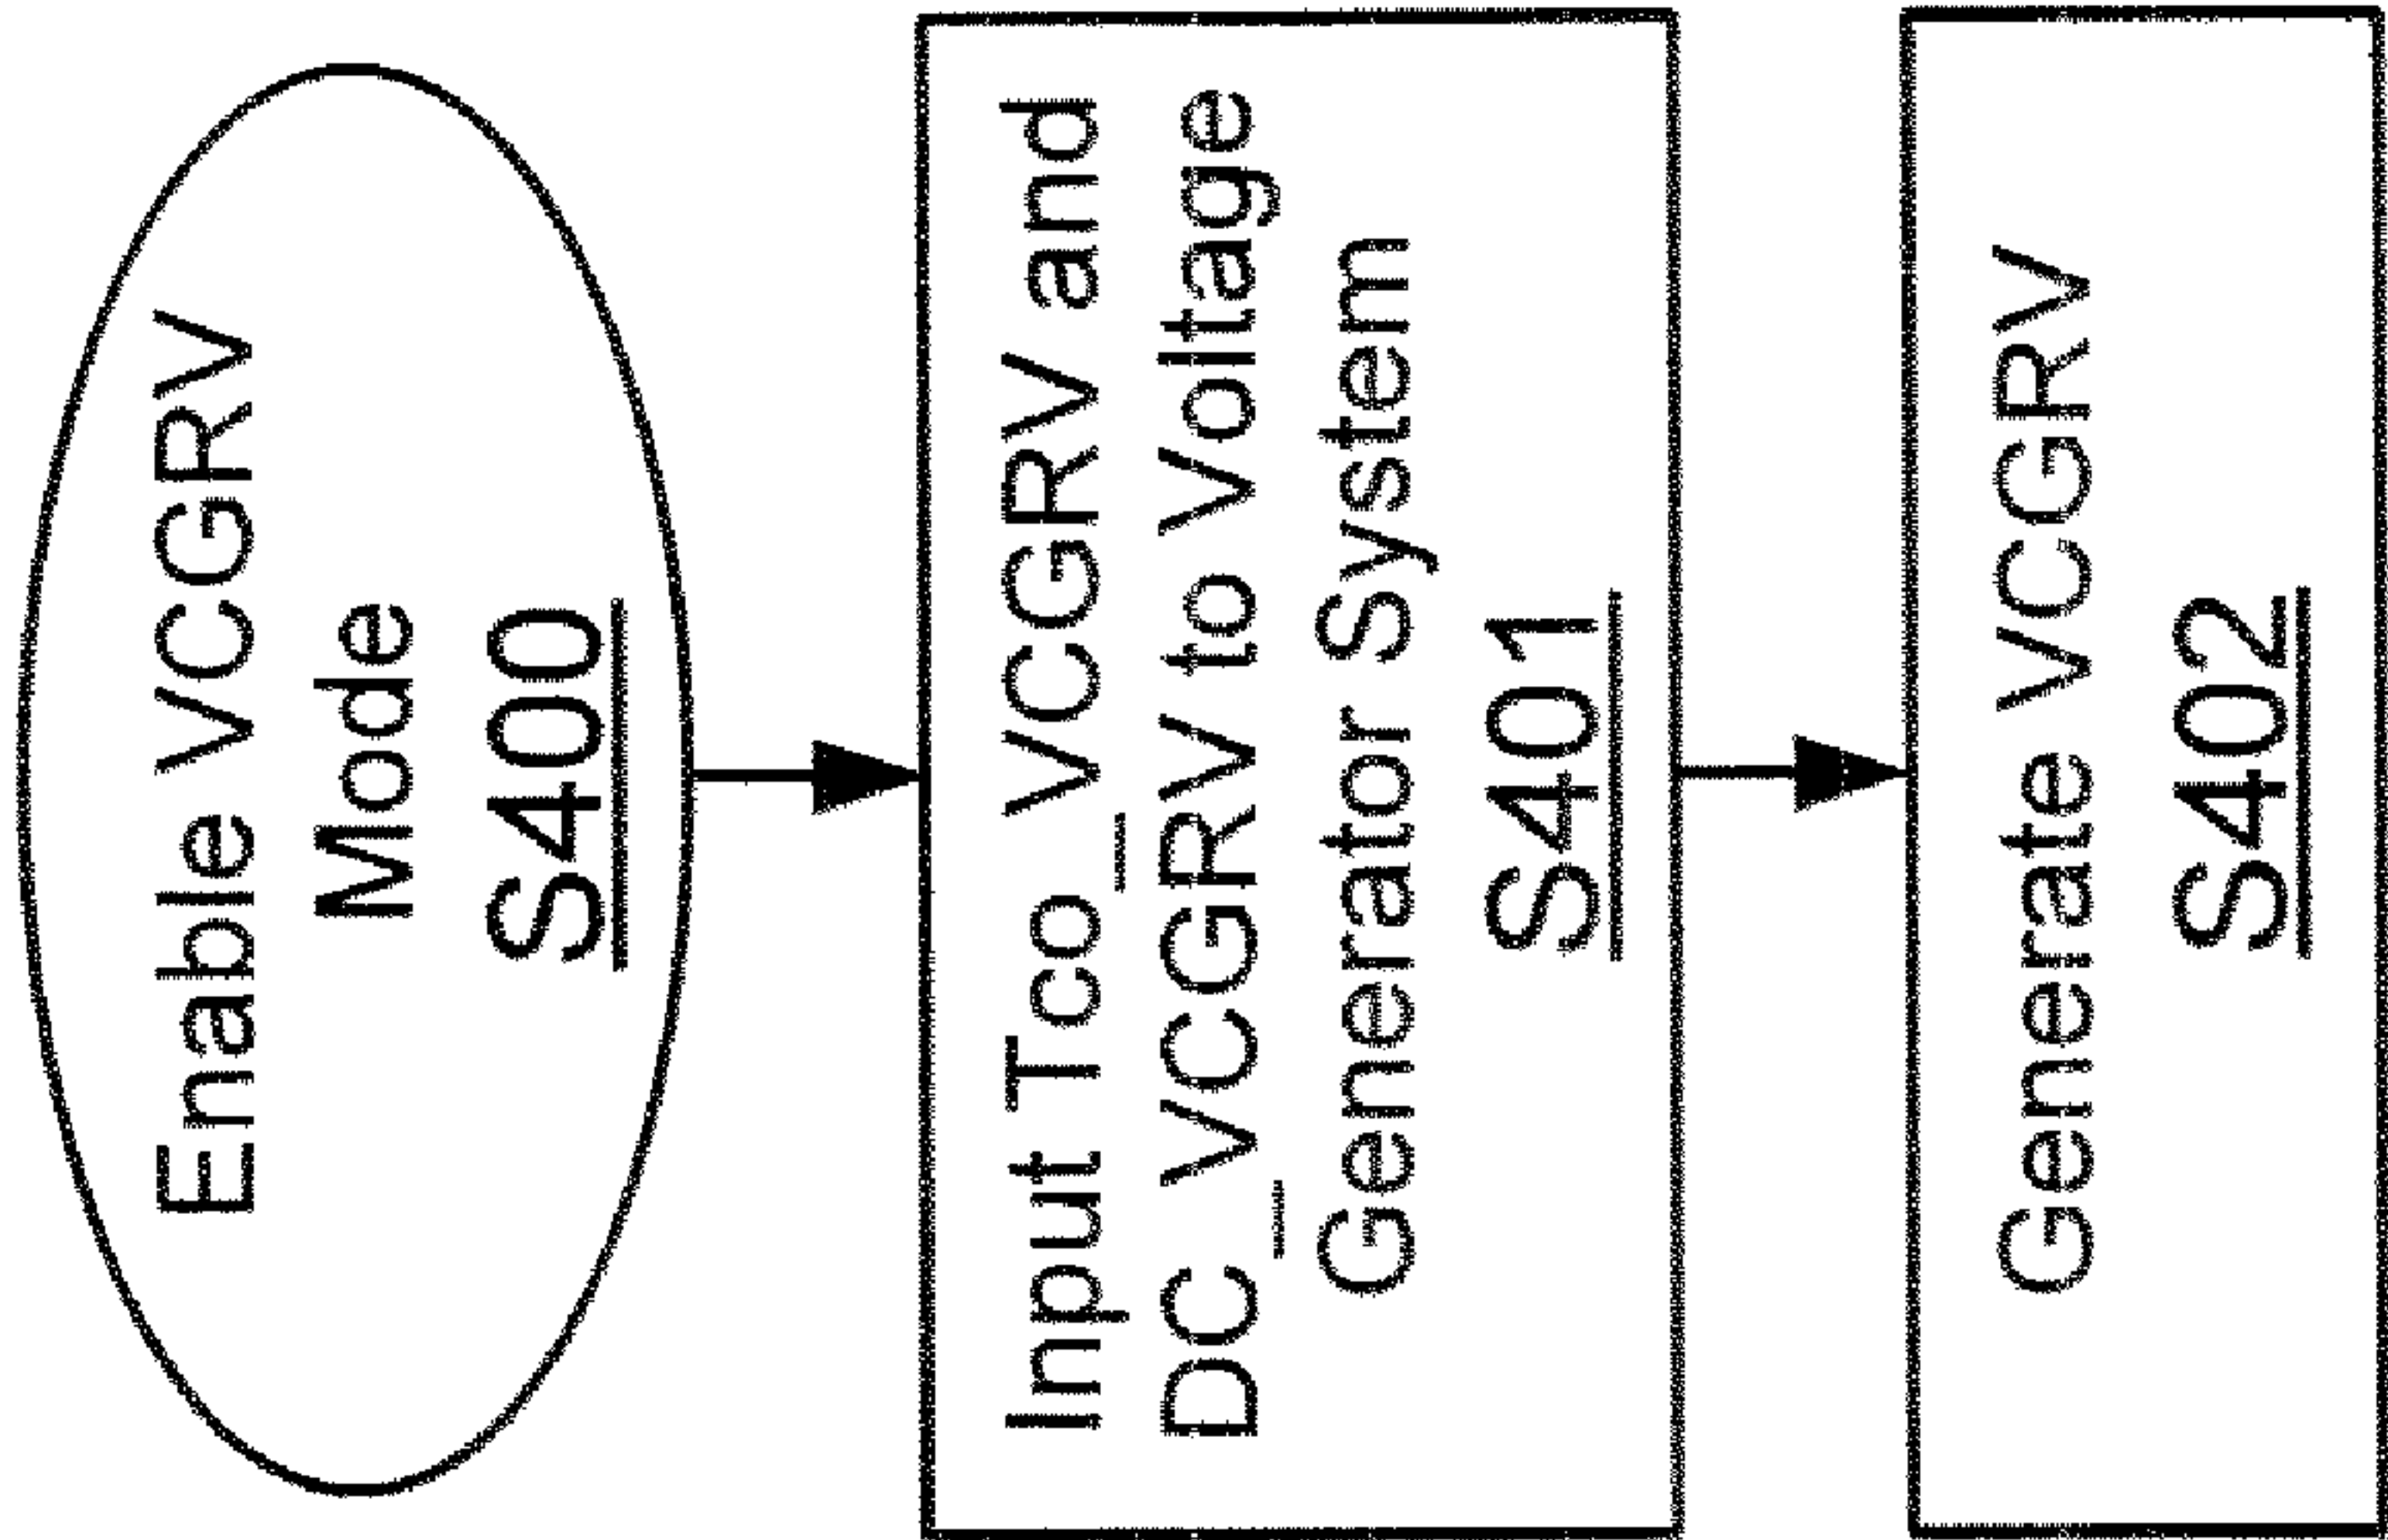 Enable VCGRV
Mode
S400
Input Tco_VCGRV and
DC_VCGRV to Voltage
Generator System
S401
Generate VCGRV
S402